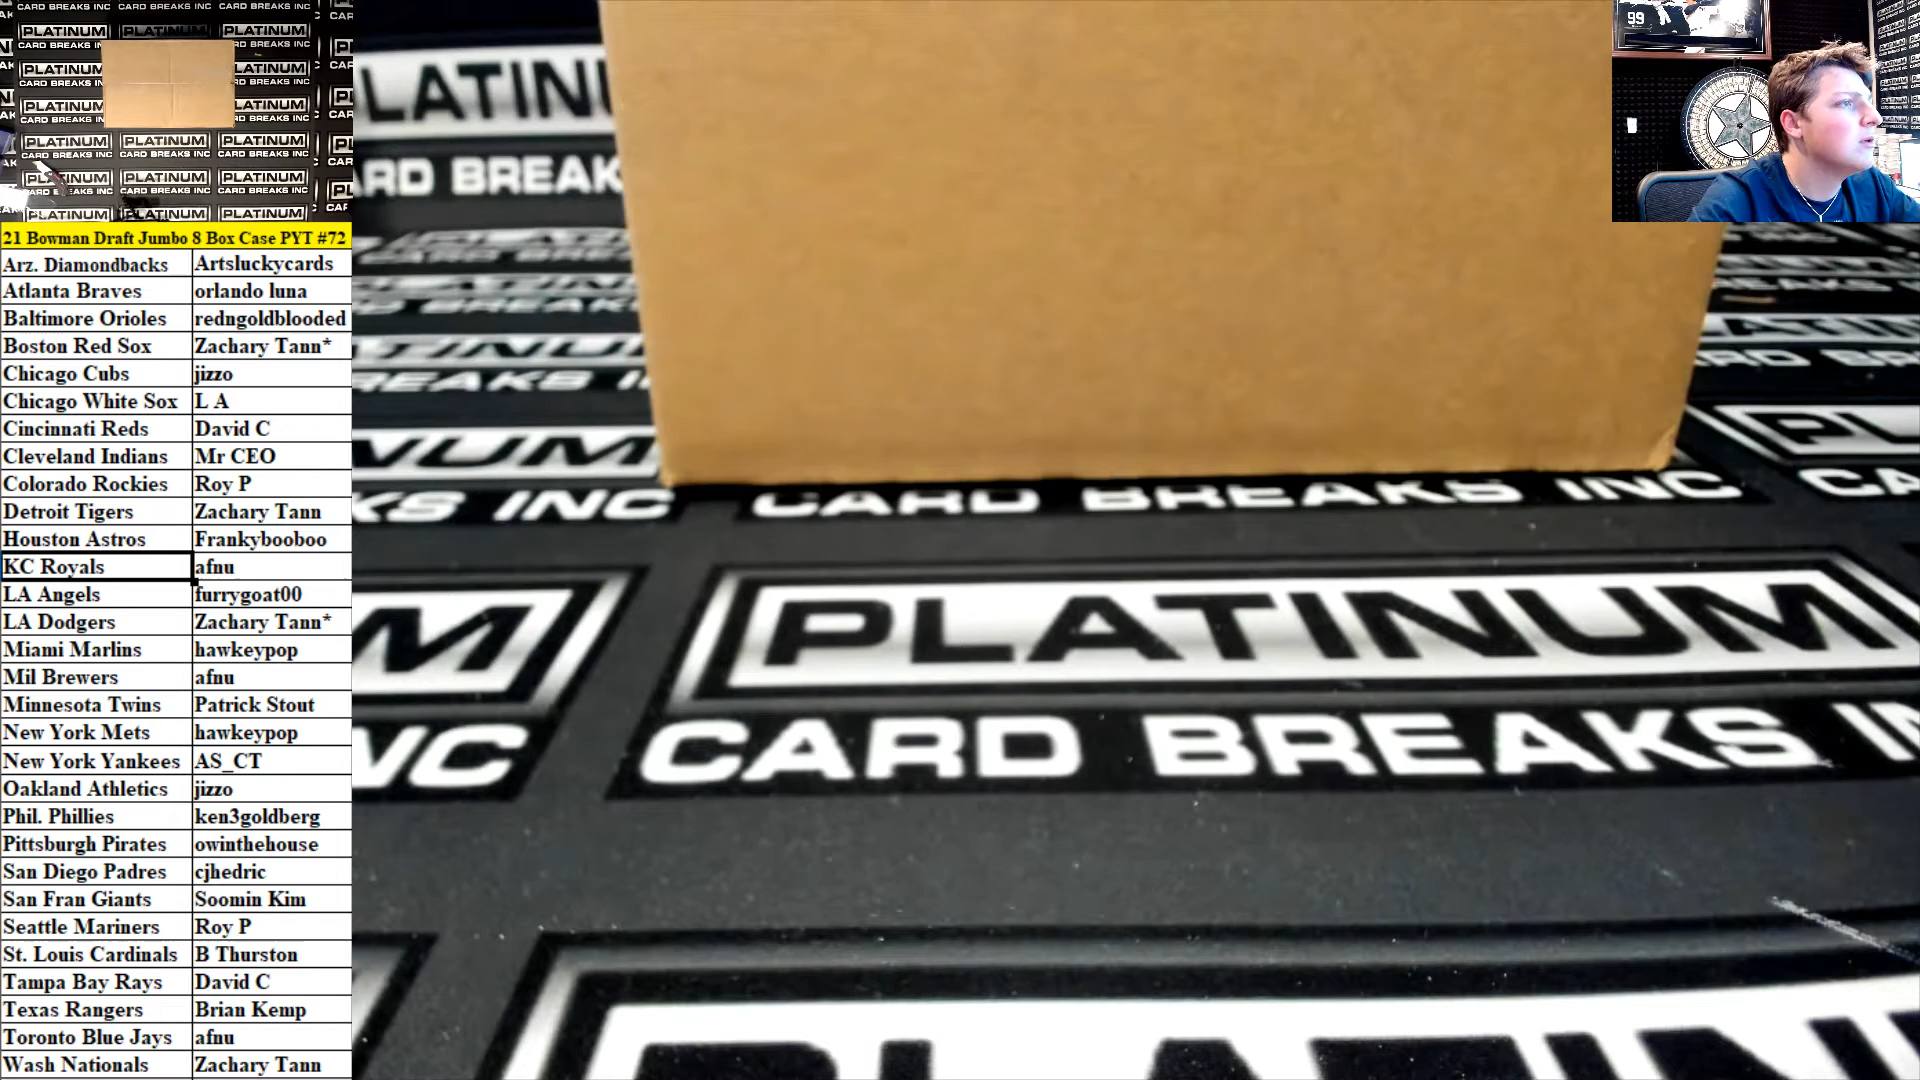 21 Bowman Draft Jumbo 8 Box Case PYT #72
Arz. Diamondbacks Artsluckycards
Atlanta Braves orlando luna
Baltimore Orioles redngoldblooded
Boston Red Sox Zachary Tann*
Chicago Cubs jizzo
Chicago White Sox L A
Cincinnati Reds David C
Cleveland Indians Mr CEO
Colorado Rockies Roy P
Detroit Tigers Zachary Tann
Houston Astros Frankybooboo
KC Royals afnu
LA Angels furrygoat00
LA Dodgers Zachary Tann*
Miami Marlins hawkeypop
Mil Brewers afnu
Minnesota Twins Patrick Stout
New York Mets hawkeypop
New York Yankees AS_CT
Oakland Athletics jizzo
Phil. Phillies ken3goldberg
Pittsburgh Pirates owinthehouse
San Diego Padres cjhedric
San Fran Giants Soomin Kim
Seattle Mariners Roy P
St. Louis Cardinals B Thurston
Tampa Bay Rays David C
Texas Rangers Brian Kemp
Toronto Blue Jays afnu
Wash Nationals Zachary Tann
CARD BREAKS INC
PLATINUM
CARD BREAKS
99